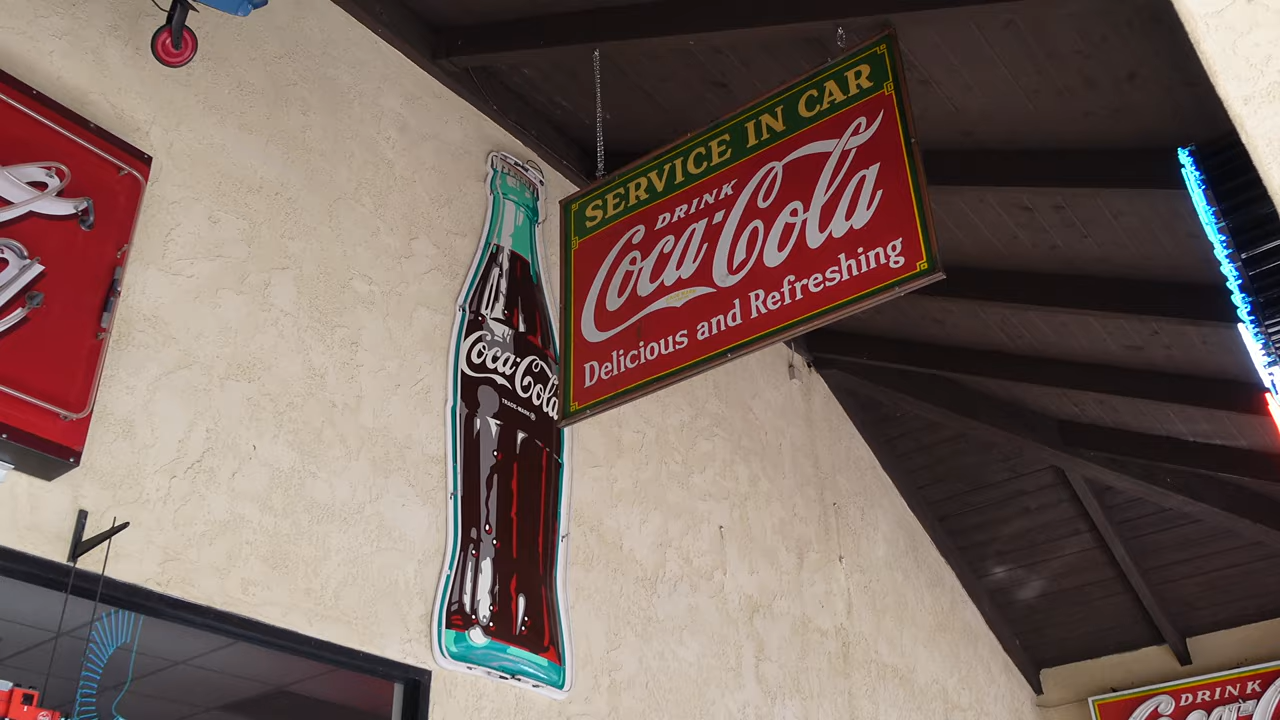 SERVICE IN CAR
DRINK
Coca-Cola
Delicious and Refreshing
Coca-Cola
TRADE-MARK ®
DRINK